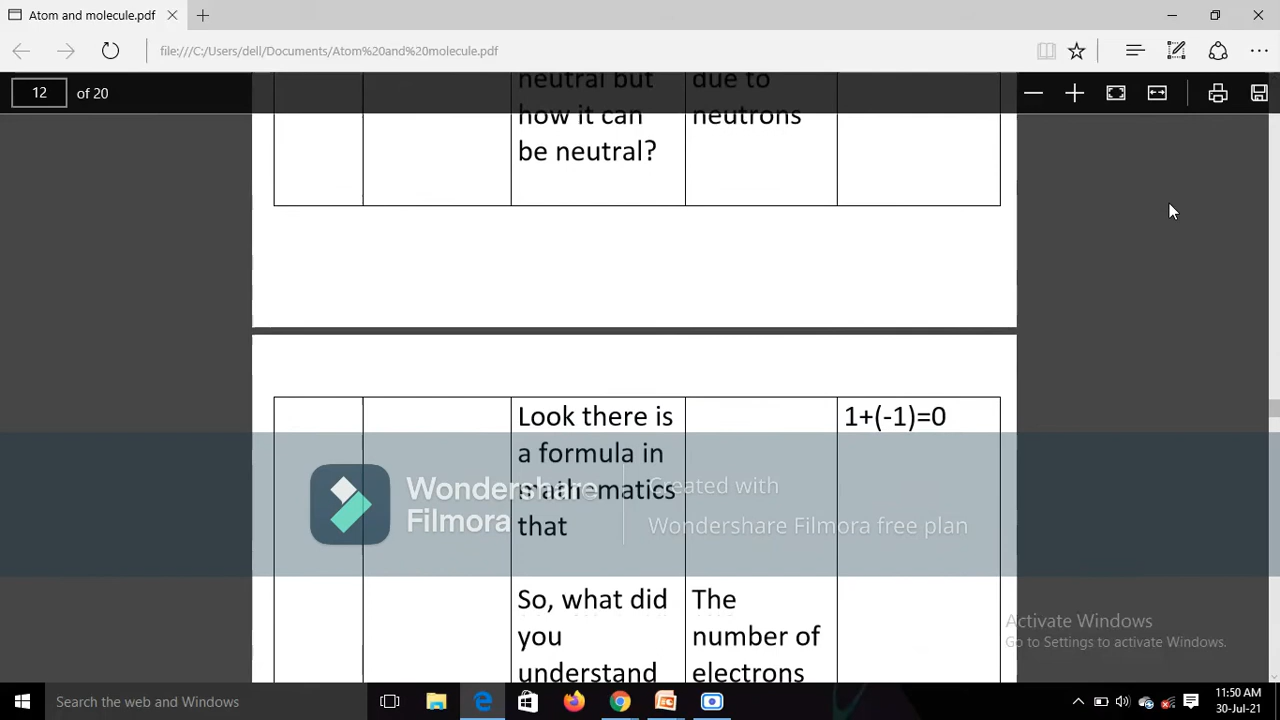 Atom and molecule.pdf
file:///C:/Users/dell/Documents/Atom%20and%20molecule.pdf
12 of 20
neutral but
how it can
be neutral?
due to
neutrons
Look there is
a formula in
mathematics
that
1+(-1)=0
Wondershare
Filmora
Created with
Wondershare Filmora free plan
So, what did
you
understand
The
number of
electrons
Activate Windows
Go to Settings to activate Windows.
Search the web and Windows
11:50 AM
30-Jul-21